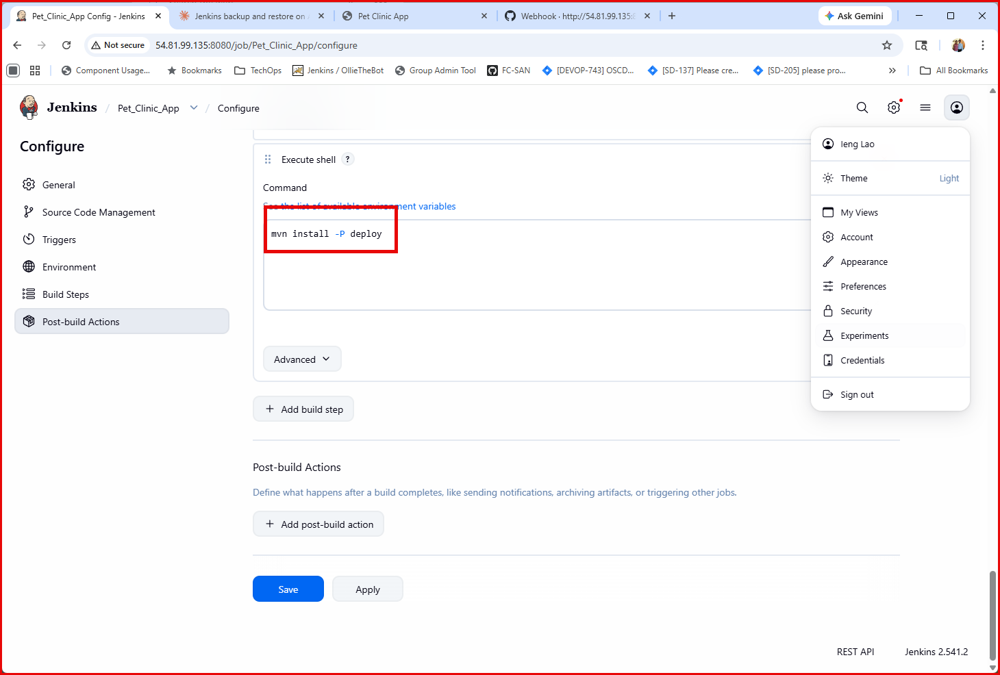 Pet_Clinic_App Config - Jenkins
Jenkins backup and restore on
Pet Clinic App
Webhook · http://54.81.99.135:8
Ask Gemini
Not secure
54.81.99.135:8080/job/Pet_Clinic_App/configure
Component Usage...
Bookmarks
TechOps
Jenkins / OllieTheBot
Group Admin Tool
FC-SAN
[DEVOP-743] OSCD...
[SD-137] Please cre...
[SD-205] please pro...
All Bookmarks
Jenkins / Pet_Clinic_App / Configure
Configure
General
Source Code Management
Triggers
Environment
Build Steps
Post-build Actions
Execute shell ?
Command
See the list of available environment variables
mvn install -P deploy
Advanced
Add build step
Post-build Actions
Define what happens after a build completes, like sending notifications, archiving artifacts, or triggering other jobs.
Add post-build action
Save
Apply
Ieng Lao
Theme Light
My Views
Account
Appearance
Preferences
Security
Experiments
Credentials
Sign out
REST API
Jenkins 2.541.2